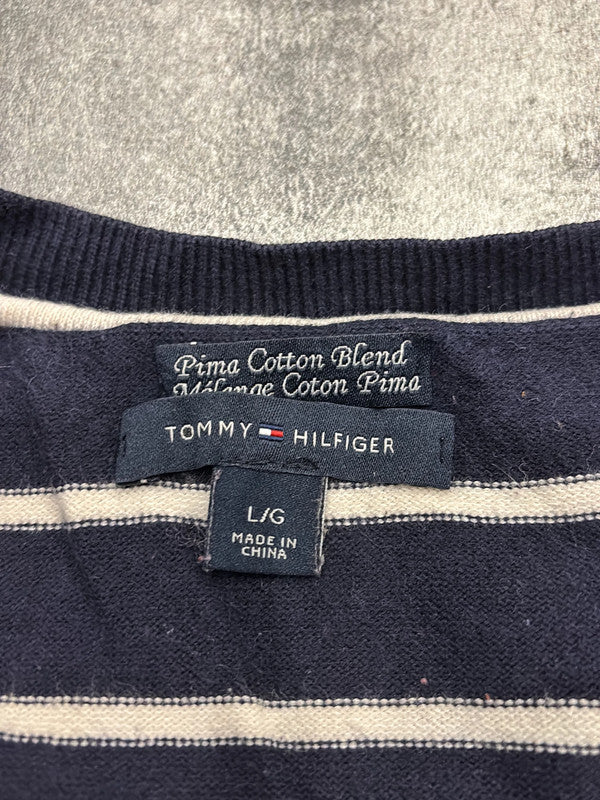 Pima Cotton Blend
Mélange Coton Pima
TOMMY HILFIGER
L/G
MADE IN
CHINA